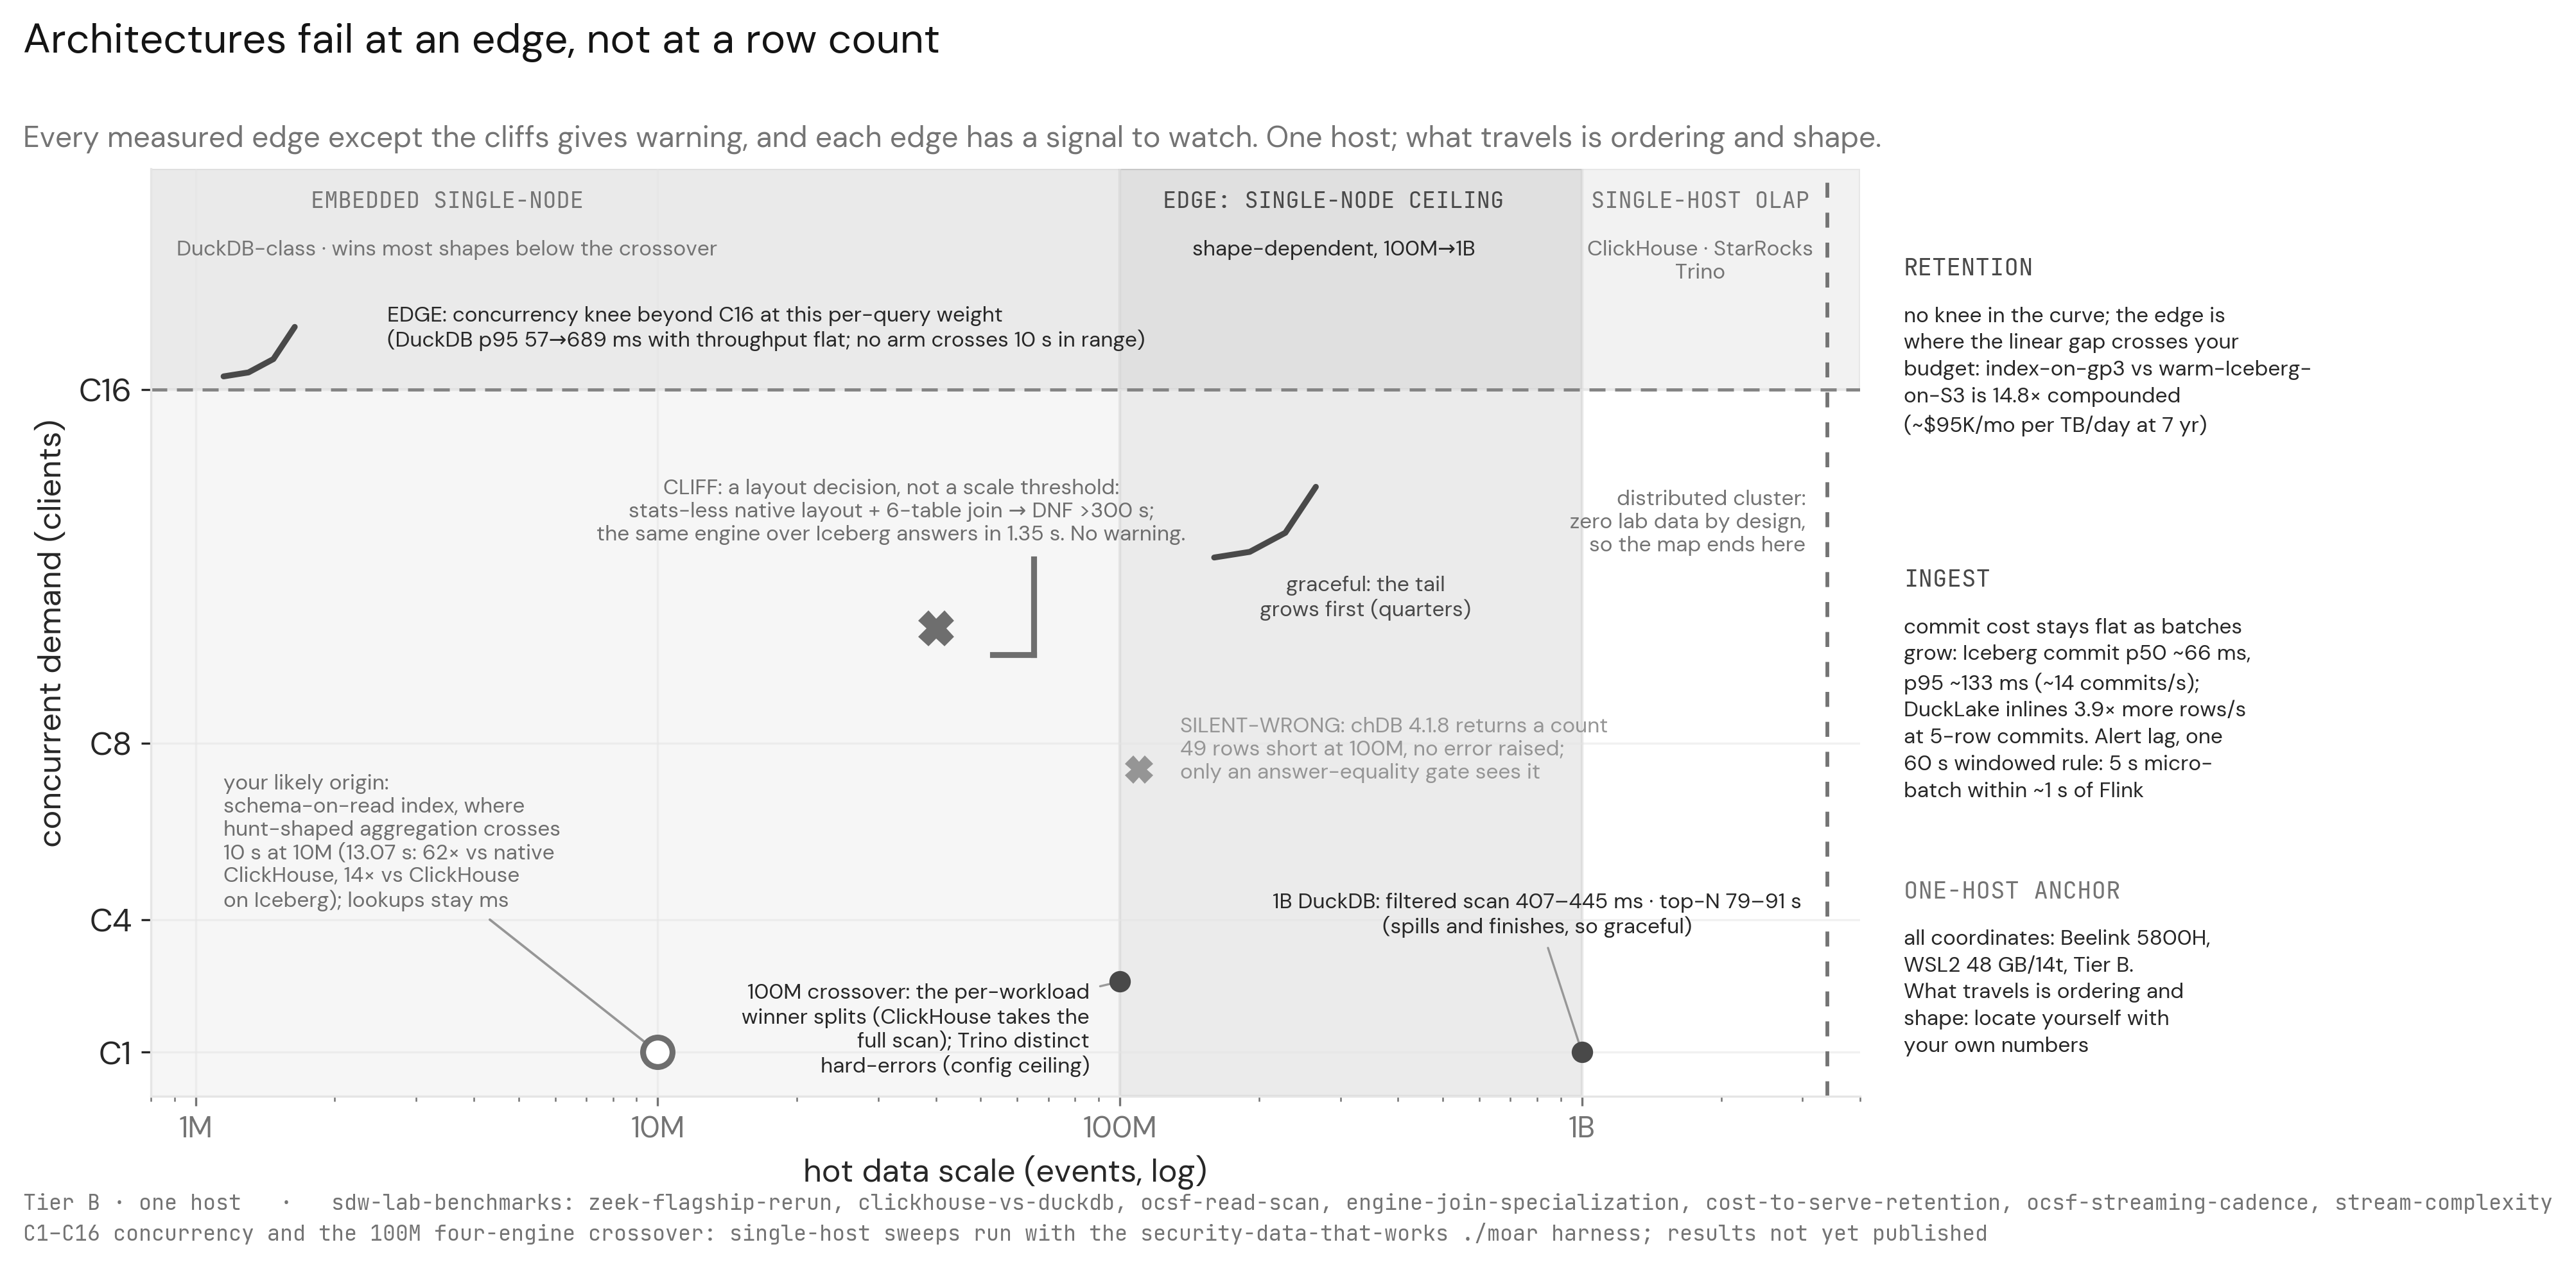 Architectures fail at an edge, not at a row count
Every measured edge except the cliffs gives warning, and each edge has a signal to watch. One host; what travels is ordering and shape.
EMBEDDED SINGLE-NODE
DuckDB-class · wins most shapes below the crossover
EDGE: SINGLE-NODE CEILING
shape-dependent, 100M→1B
SINGLE-HOST OLAP
ClickHouse · StarRocks
Trino
EDGE: concurrency knee beyond C16 at this per-query weight
(DuckDB p95 57→689 ms with throughput flat; no arm crosses 10 s in range)
CLIFF: a layout decision, not a scale threshold:
stats-less native layout + 6-table join → DNF >300 s;
the same engine over Iceberg answers in 1.35 s. No warning.
graceful: the tail
grows first (quarters)
distributed cluster:
zero lab data by design,
so the map ends here
SILENT-WRONG: chDB 4.1.8 returns a count
49 rows short at 100M, no error raised;
only an answer-equality gate sees it
your likely origin:
schema-on-read index, where
hunt-shaped aggregation crosses
10 s at 10M (13.07 s: 62× vs native
ClickHouse, 14× vs ClickHouse
on Iceberg); lookups stay ms
1B DuckDB: filtered scan 407–445 ms · top-N 79–91 s
(spills and finishes, so graceful)
100M crossover: the per-workload
winner splits (ClickHouse takes the
full scan); Trino distinct
hard-errors (config ceiling)
concurrent demand (clients)
C16
C8
C4
C1
1M
10M
100M
1B
hot data scale (events, log)
RETENTION
no knee in the curve; the edge is
where the linear gap crosses your
budget: index-on-gp3 vs warm-Iceberg-
on-S3 is 14.8× compounded
(~$95K/mo per TB/day at 7 yr)
INGEST
commit cost stays flat as batches
grow: Iceberg commit p50 ~66 ms,
p95 ~133 ms (~14 commits/s);
DuckLake inlines 3.9× more rows/s
at 5-row commits. Alert lag, one
60 s windowed rule: 5 s micro-
batch within ~1 s of Flink
ONE-HOST ANCHOR
all coordinates: Beelink 5800H,
WSL2 48 GB/14t, Tier B.
What travels is ordering and
shape: locate yourself with
your own numbers
Tier B · one host · sdw-lab-benchmarks: zeek-flagship-rerun, clickhouse-vs-duckdb, ocsf-read-scan, engine-join-specialization, cost-to-serve-retention, ocsf-streaming-cadence, stream-complexity
C1–C16 concurrency and the 100M four-engine crossover: single-host sweeps run with the security-data-that-works ./moar harness; results not yet published